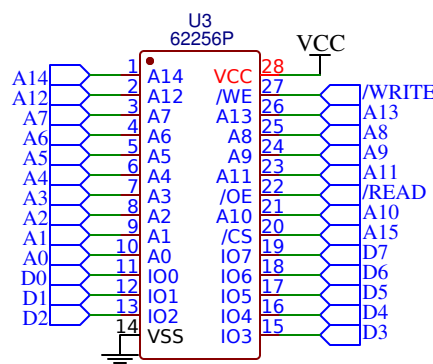 U3
62256P
VCC
A14 1 A14 VCC 28
A12 2 A12 /WE 27 /WRITE
A7 3 A7 A13 26 A13
A6 4 A6 A8 25 A8
A5 5 A5 A9 24 A9
A4 6 A4 A11 23 A11
A3 7 A3 /OE 22 /READ
A2 8 A2 A10 21 A10
A1 9 A1 /CS 20 A15
A0 10 A0 IO7 19 D7
D0 11 IO0 IO6 18 D6
D1 12 IO1 IO5 17 D5
D2 13 IO2 IO4 16 D4
14 VSS IO3 15 D3